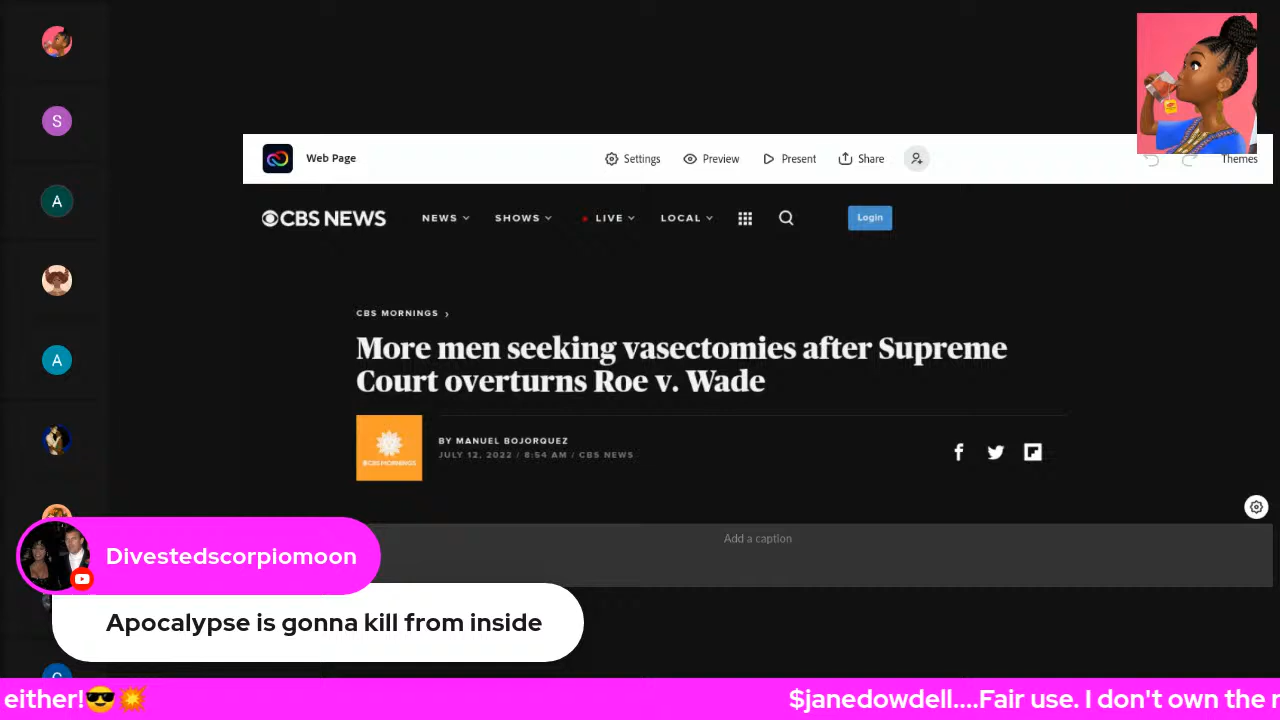 S
A
A
Web Page
Settings
Preview
Present
Share
Themes
CBS NEWS
NEWS
SHOWS
LIVE
LOCAL
Login
CBS MORNINGS ›
More men seeking vasectomies after Supreme
Court overturns Roe v. Wade
CBS MORNINGS
BY MANUEL BOJORQUEZ
JULY 12, 2022 / 8:54 AM / CBS NEWS
Add a caption
Divestedscorpiomoon
Apocalypse is gonna kill from inside
either!😎💥 $janedowdell....Fair use. I don't own the